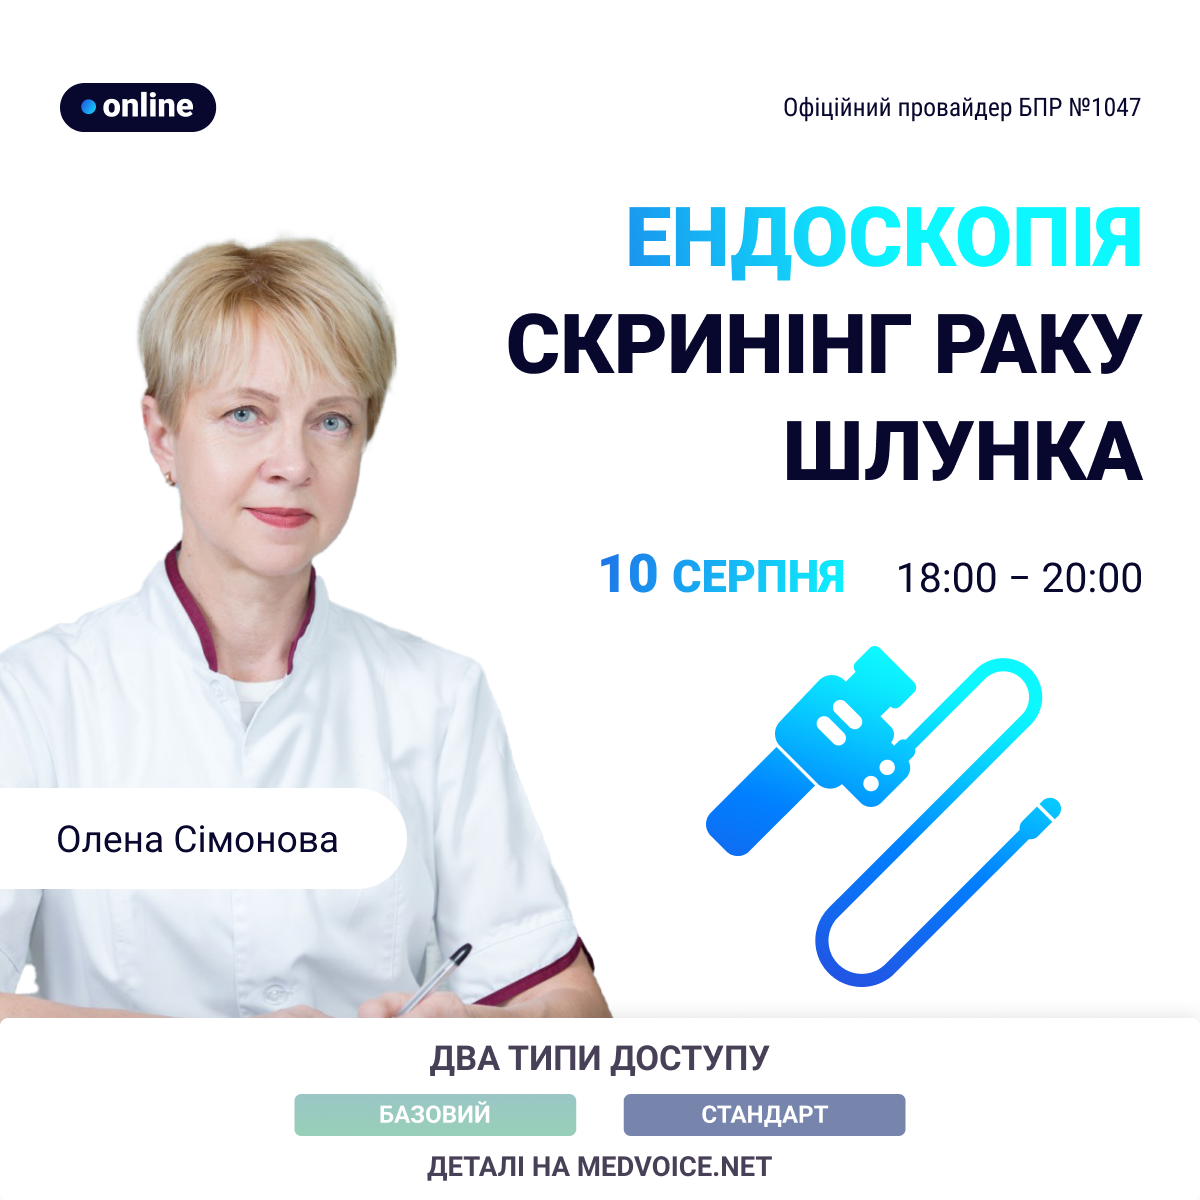 online
Офіційний провайдер БПР №1047
ЕНДОСКОПІЯ
СКРИНІНГ РАКУ
ШЛУНКА
10 СЕРПНЯ 18:00 – 20:00
Олена Сімонова
ДВА ТИПИ ДОСТУПУ
БАЗОВИЙ СТАНДАРТ
ДЕТАЛІ НА MEDVOICE.NET